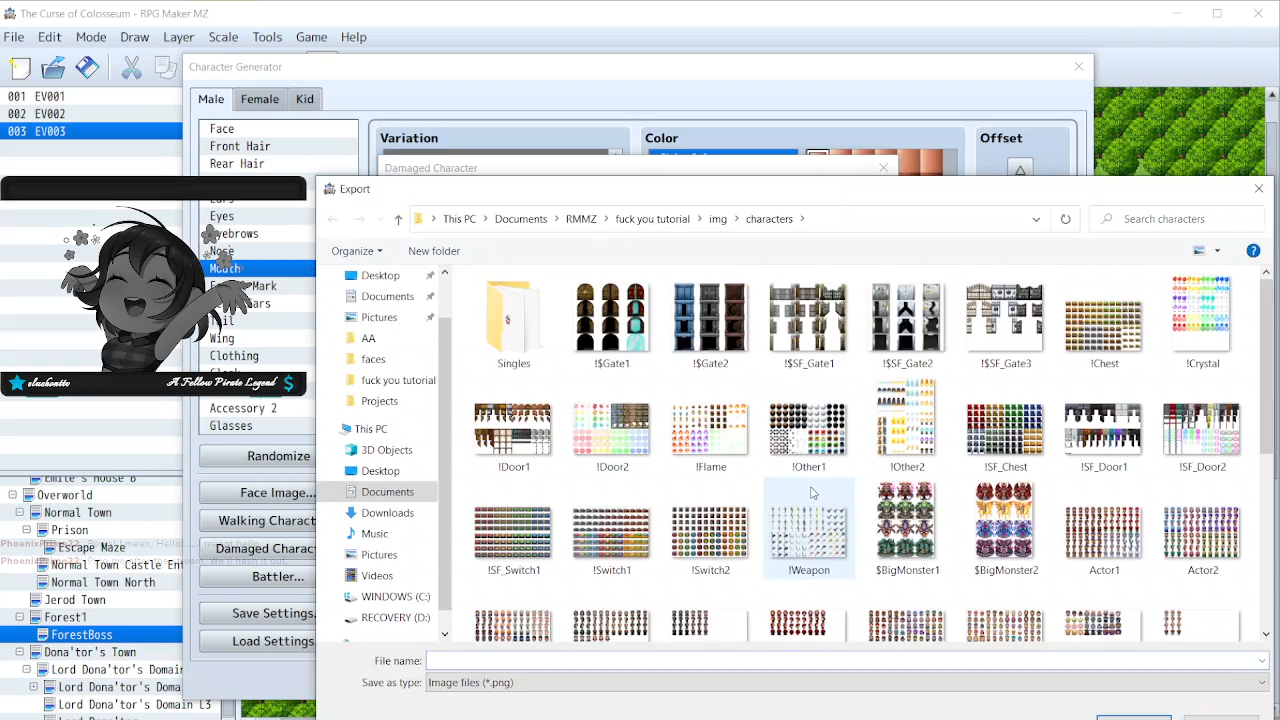 The Curse of Colosseum - RPG Maker MZ
File Edit Mode Draw Layer Scale Tools Game Help
Character Generator
Male Female Kid
001 EV001
002 EV002
003 EV003
Face
Front Hair
Rear Hair
Eyes
Nose
Mouth
Wing
Clothing
Accessory 2
Glasses
Randomize
Face Image...
Battler...
Save Settings.
Load Settings.
Variation
Color
Offset
Damaged Character
Export
This PC > Documents > RMMZ > fuck you tutorial > img > characters >
Search characters
Organize
New folder
Desktop
Documents
Pictures
AA
faces
fuck you tutorial
Projects
This PC
3D Objects
Desktop
Documents
Downloads
Music
Pictures
Videos
WINDOWS (C:)
RECOVERY (D:)
Singles
!$Gate1
!$Gate2
!$SF_Gate1
!$SF_Gate2
!$SF_Gate3
!Chest
!Crystal
!Door1
!Door2
!Flame
!Other1
!Other2
!SF_Chest
!SF_Door1
!SF_Door2
!SF_Switch1
!Switch1
!Switch2
!Weapon
$BigMonster1
$BigMonster2
Actor1
Actor2
File name:
Save as type: Image files (*.png)
A Fellow Pirate Legend
Emile's House B
Overworld
Normal Town
Prison
Escape Maze
Normal Town Castle En
Normal Town North
Jerod Town
Forest1
ForestBoss
Dona'tor's Town
Lord Dona'tor's Domain
Lord Dona'tor's Doma
Lord Dona'tor's Domain L3